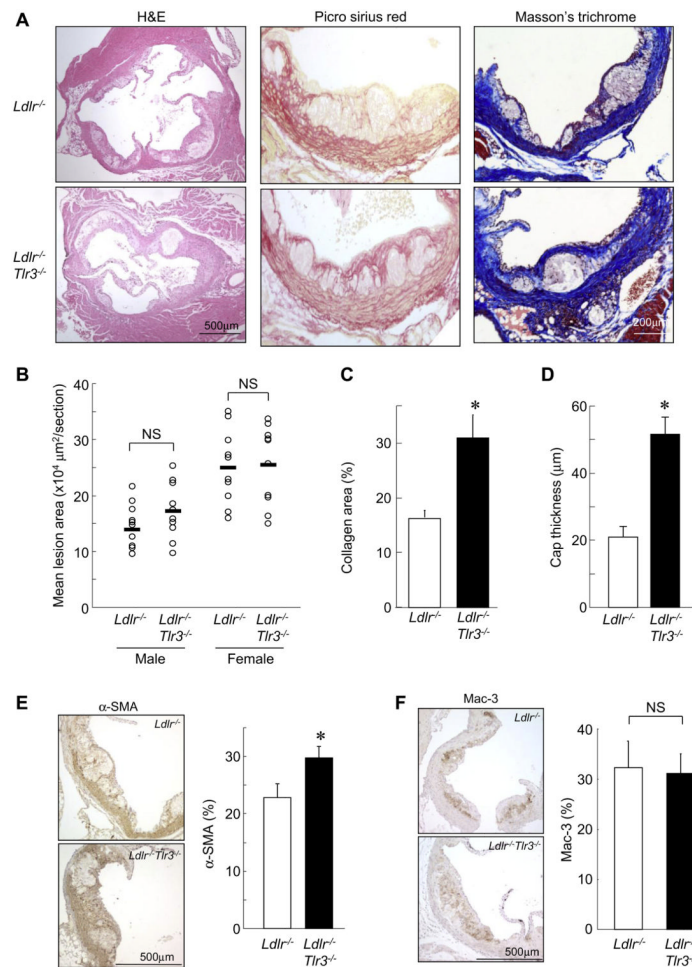 A
H&E
Picro sirius red
Masson's trichrome
Ldlr-/-
Ldlr-/-
Tlr3-/-
500μm
200μm
B
Mean lesion area (x10⁴ μm²/section)
40
30
20
10
0
NS
NS
Ldlr-/-
Ldlr-/-
Tlr3-/-
Ldlr-/-
Ldlr-/-
Tlr3-/-
Male
Female
C
Collagen area (%)
30
20
10
0
*
Ldlr-/-
Ldlr-/-
Tlr3-/-
D
Cap thickness (μm)
60
40
20
0
*
Ldlr-/-
Ldlr-/-
Tlr3-/-
E
α-SMA
Ldlr-/-
Ldlr-/-Tlr3-/-
500μm
α-SMA (%)
40
30
20
10
0
*
Ldlr-/-
Ldlr-/-
Tlr3-/-
F
Mac-3
Ldlr-/-
Ldlr-/-Tlr3-/-
500μm
Mac-3 (%)
40
30
20
10
0
NS
Ldlr-/-
Ldlr-/-
Tlr3-/-